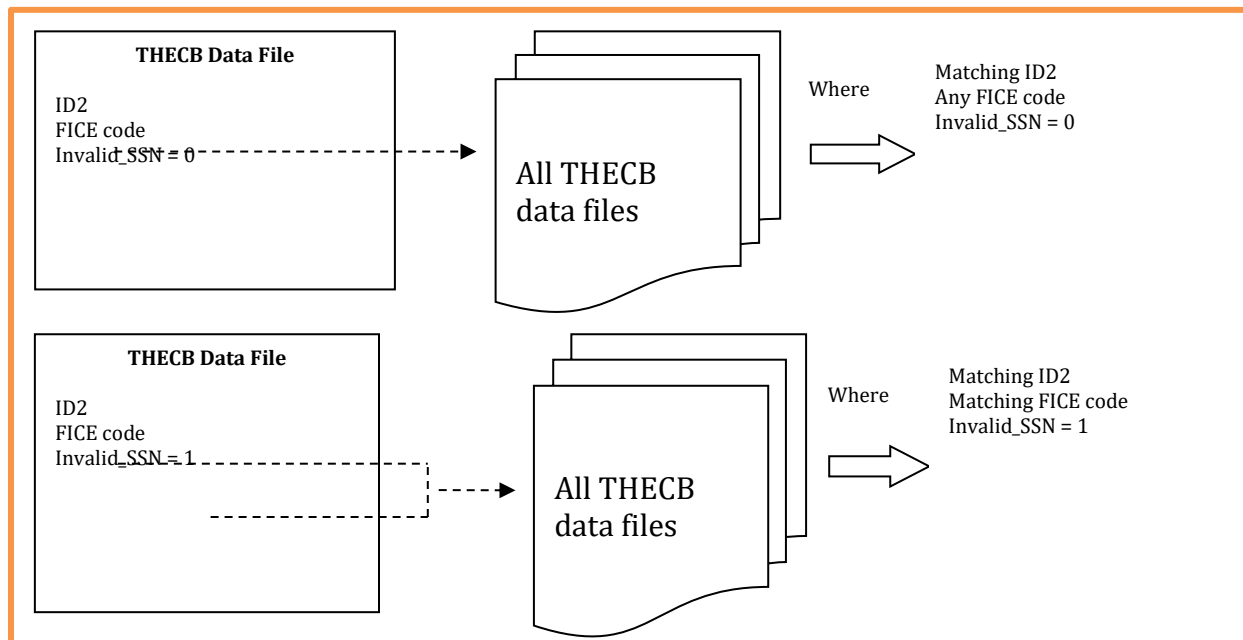 THECB Data File
ID2
FICE code
Invalid_SSN = 0
All THECB
data files
Where
Matching ID2
Any FICE code
Invalid_SSN = 0
THECB Data File
ID2
FICE code
Invalid_SSN = 1
All THECB
data files
Where
Matching ID2
Matching FICE code
Invalid_SSN = 1